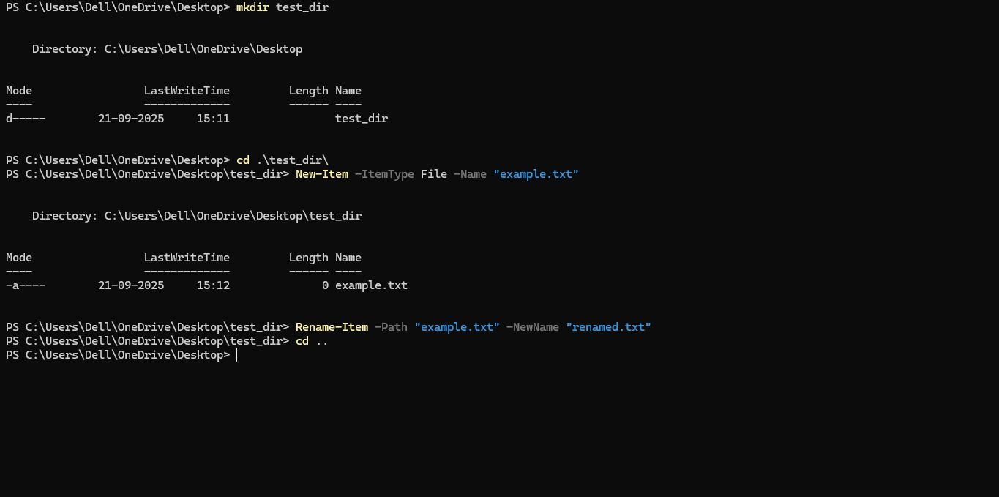 PS C:\Users\Dell\OneDrive\Desktop> mkdir test_dir
    Directory: C:\Users\Dell\OneDrive\Desktop
Mode                 LastWriteTime         Length Name
----                 -------------         ------ ----
d-----        21-09-2025     15:11                test_dir
PS C:\Users\Dell\OneDrive\Desktop> cd .\test_dir\
PS C:\Users\Dell\OneDrive\Desktop\test_dir> New-Item -ItemType File -Name "example.txt"
    Directory: C:\Users\Dell\OneDrive\Desktop\test_dir
Mode                 LastWriteTime         Length Name
----                 -------------         ------ ----
-a----        21-09-2025     15:12              0 example.txt
PS C:\Users\Dell\OneDrive\Desktop\test_dir> Rename-Item -Path "example.txt" -NewName "renamed.txt"
PS C:\Users\Dell\OneDrive\Desktop\test_dir> cd ..
PS C:\Users\Dell\OneDrive\Desktop>